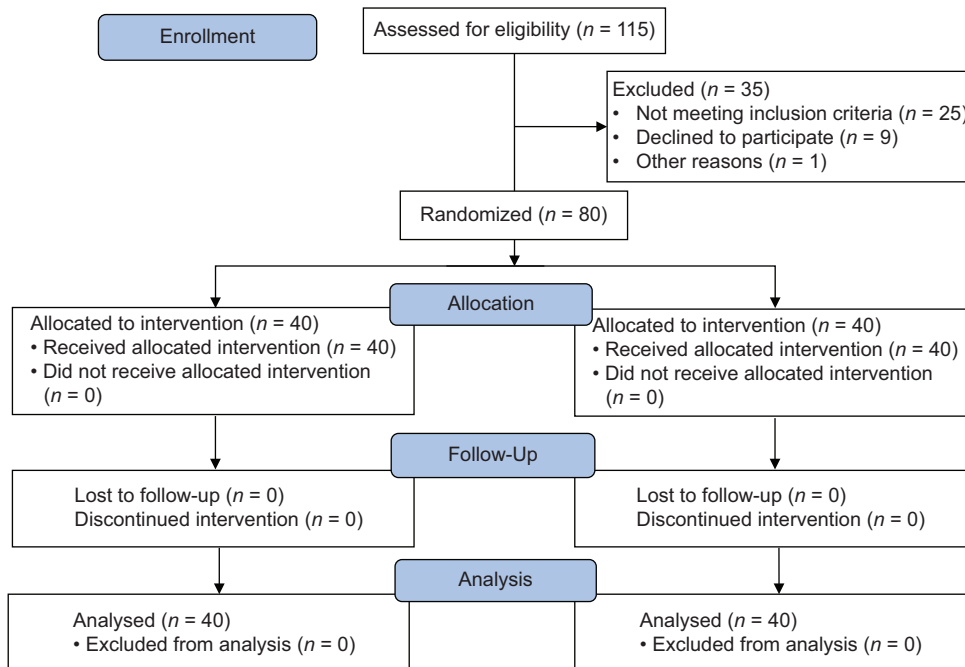 Enrollment
Assessed for eligibility (n = 115)
Excluded (n = 35)
• Not meeting inclusion criteria (n = 25)
• Declined to participate (n = 9)
• Other reasons (n = 1)
Randomized (n = 80)
Allocation
Allocated to intervention (n = 40)
• Received allocated intervention (n = 40)
• Did not receive allocated intervention
(n = 0)
Allocated to intervention (n = 40)
• Received allocated intervention (n = 40)
• Did not receive allocated intervention
(n = 0)
Follow-Up
Lost to follow-up (n = 0)
Discontinued intervention (n = 0)
Lost to follow-up (n = 0)
Discontinued intervention (n = 0)
Analysis
Analysed (n = 40)
• Excluded from analysis (n = 0)
Analysed (n = 40)
• Excluded from analysis (n = 0)